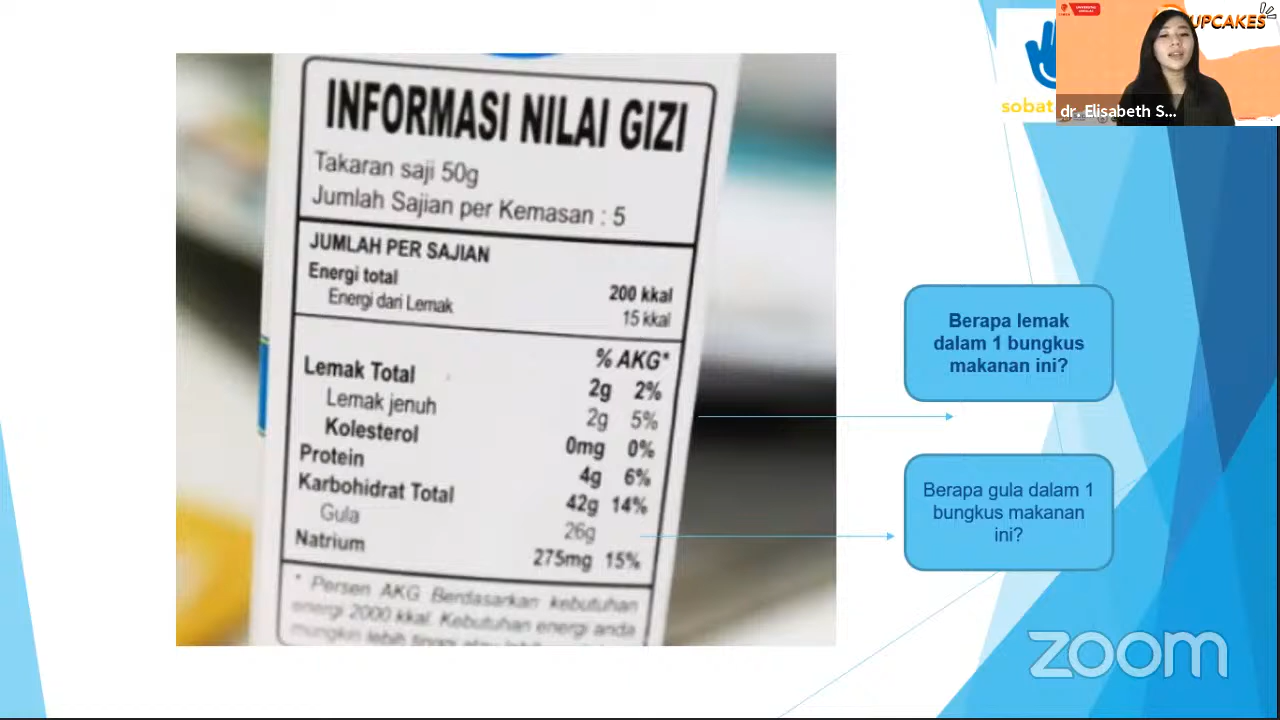 INFORMASI NILAI GIZI
Takaran saji 50g
Jumlah Sajian per Kemasan : 5
JUMLAH PER SAJIAN
Energi total 200 kkal
Energi dari Lemak 15 kkal
% AKG*
Lemak Total 2g 2%
Lemak jenuh 2g 5%
Kolesterol 0mg 0%
Protein 4g 6%
Karbohidrat Total 42g 14%
Gula 26g
Natrium 275mg 15%
* Persen AKG Berdasarkan kebutuhan
energi 2000 kkal. Kebutuhan energi anda
mungkin lebih tinggi atau
Berapa lemak
dalam 1 bungkus
makanan ini?
Berapa gula dalam 1
bungkus makanan
ini?
sobat
UPCAKES
dr. Elisabeth S...
zoom